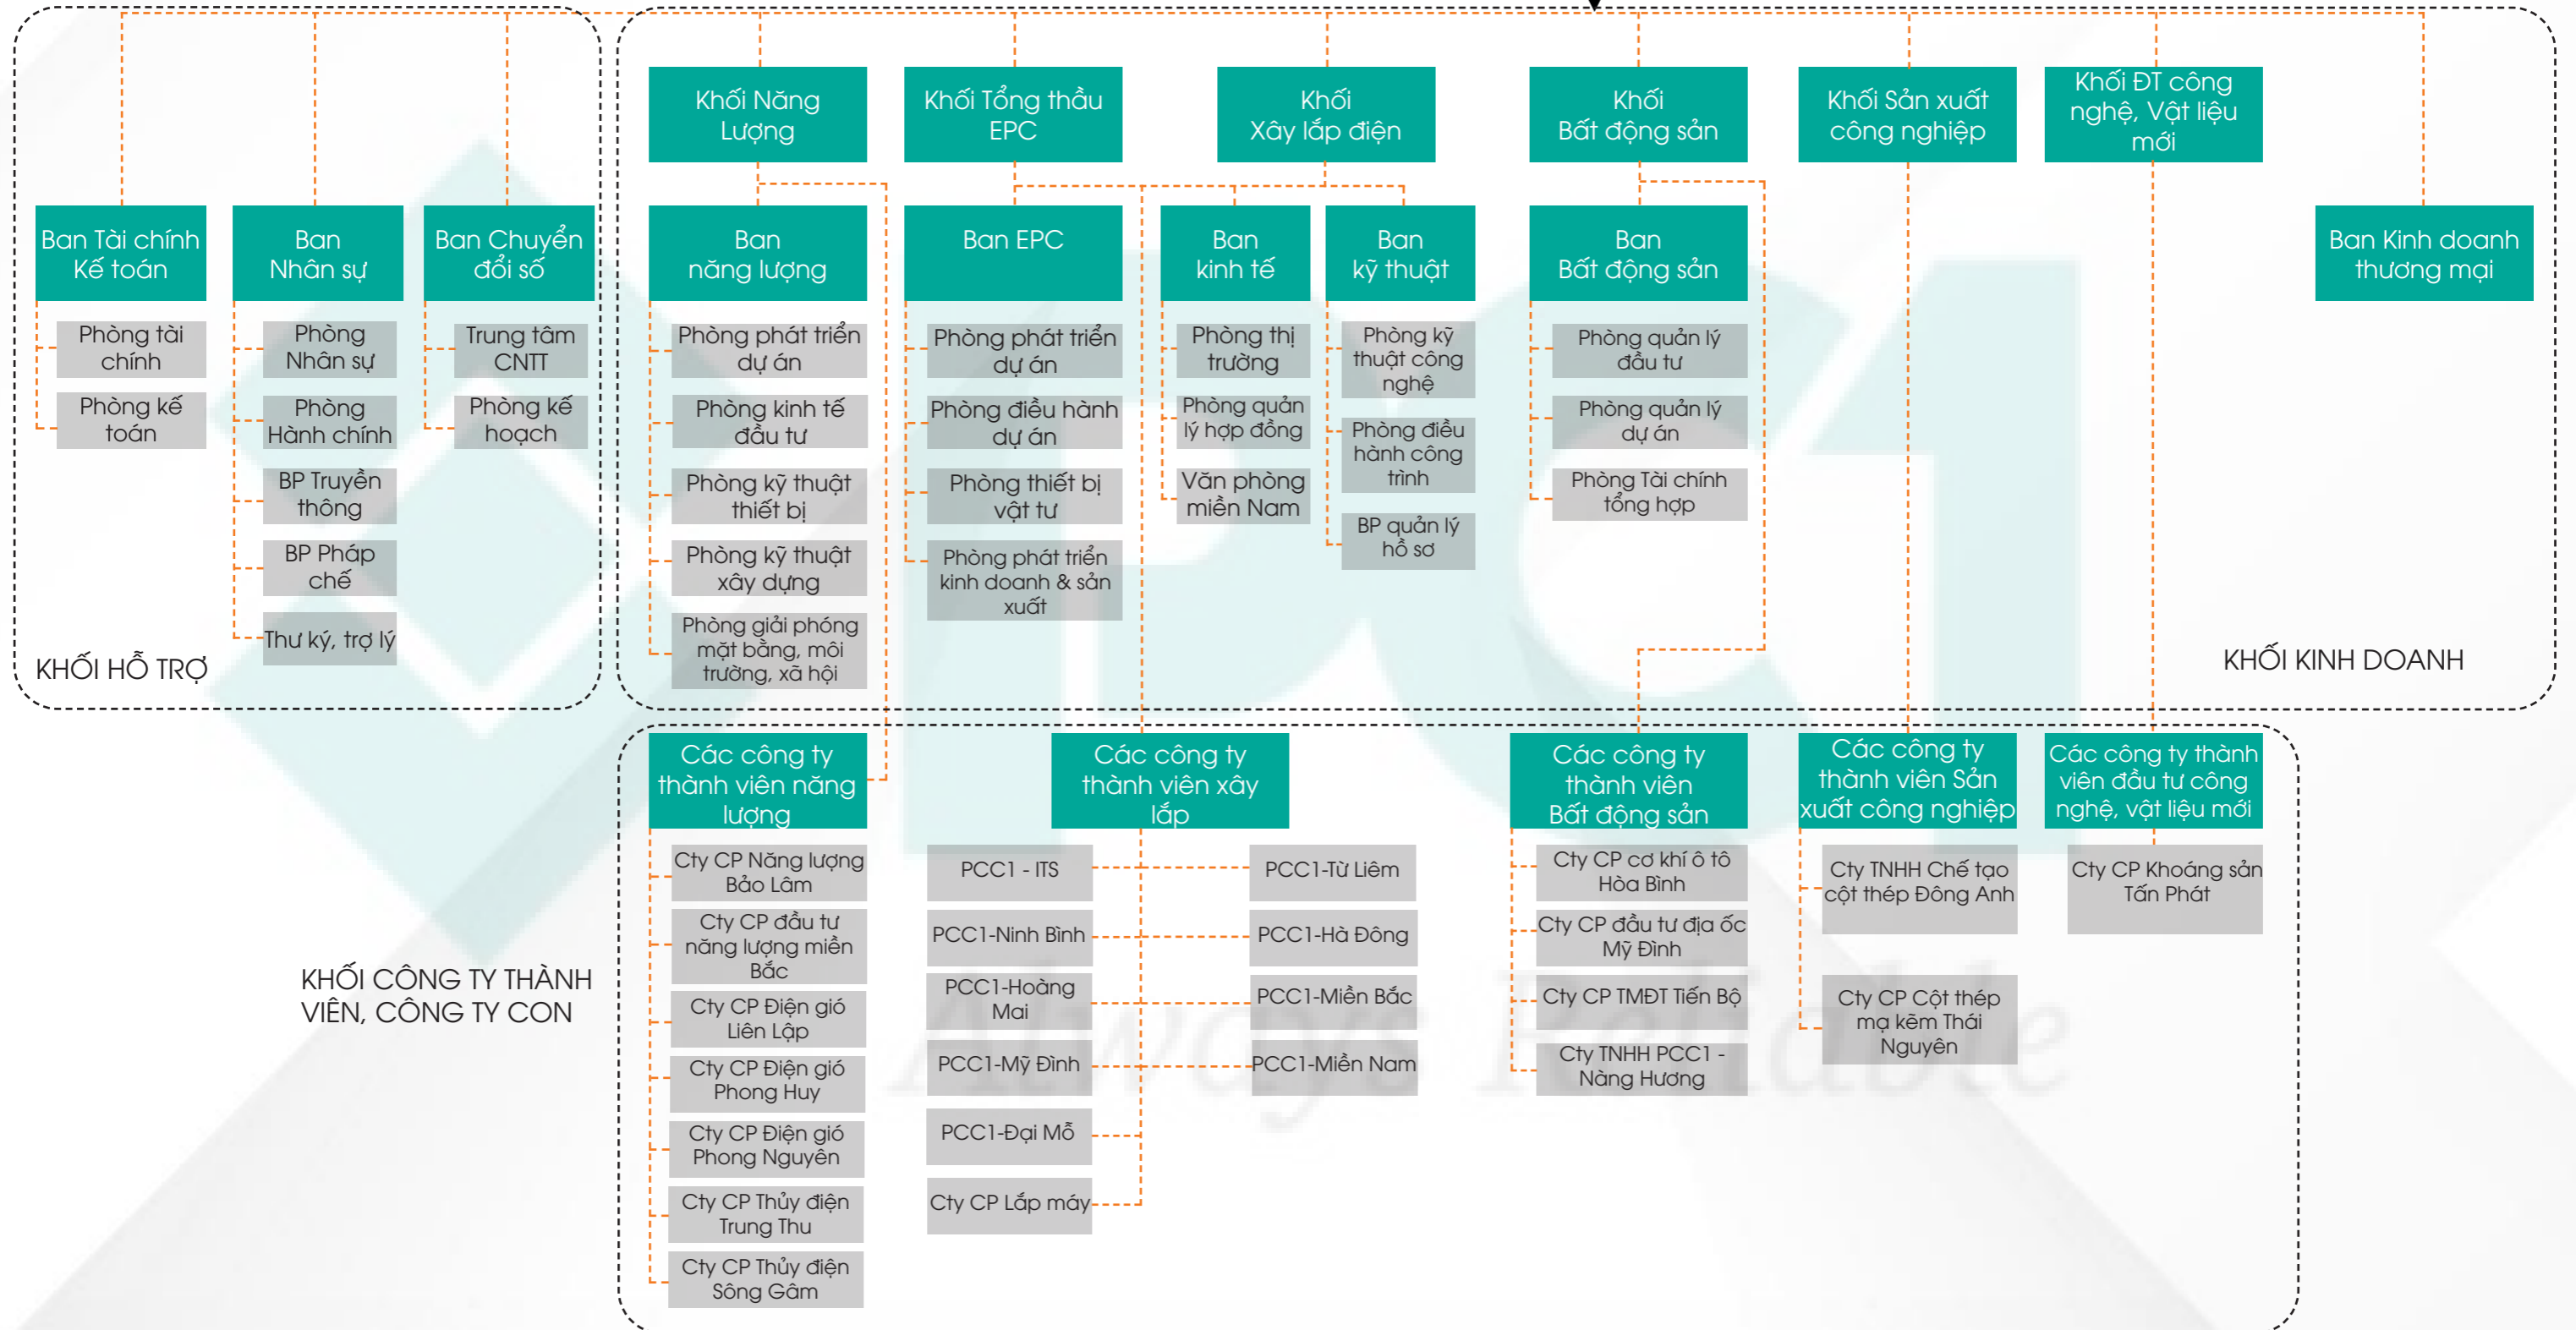 Khối Năng
Lượng
Khối Tổng thầu
EPC
Khối
Xây lắp điện
Khối
Bất động sản
Khối Sản xuất
công nghiệp
Khối ĐT công
nghệ, Vật liệu
mới
Ban Tài chính
Kế toán
Ban
Nhân sự
Ban Chuyển
đổi số
Ban
năng lượng
Ban EPC
Ban
kinh tế
Ban
kỹ thuật
Ban
Bất động sản
Ban Kinh doanh
thương mại
Phòng tài
chính
Phòng kế
toán
Phòng
Nhân sự
Phòng
Hành chính
BP Truyền
thông
BP Pháp
chế
Thư ký, trợ lý
Trung tâm
CNTT
Phòng kế
hoạch
Phòng phát triển
dự án
Phòng kinh tế
đầu tư
Phòng kỹ thuật
thiết bị
Phòng kỹ thuật
xây dựng
Phòng giải phóng
mặt bằng, môi
trường, xã hội
Phòng phát triển
dự án
Phòng điều hành
dự án
Phòng thiết bị
vật tư
Phòng phát triển
kinh doanh & sản
xuất
Phòng thị
trường
Phòng quản
lý hợp đồng
Văn phòng
miền Nam
Phòng kỹ
thuật công
nghệ
Phòng điều
hành công
trình
BP quản lý
hồ sơ
Phòng quản lý
đầu tư
Phòng quản lý
dự án
Phòng Tài chính
tổng hợp
KHỐI HỖ TRỢ
KHỐI KINH DOANH
PC1
Always Reliable
KHỐI CÔNG TY THÀNH
VIÊN, CÔNG TY CON
Các công ty
thành viên năng
lượng
Các công ty
thành viên xây
lắp
Các công ty
thành viên
Bất động sản
Các công ty
thành viên Sản
xuất công nghiệp
Các công ty thành
viên đầu tư công
nghệ, vật liệu mới
Cty CP Năng lượng
Bảo Lâm
Cty CP đầu tư
năng lượng miền
Bắc
Cty CP Điện gió
Liên Lập
Cty CP Điện gió
Phong Huy
Cty CP Điện gió
Phong Nguyên
Cty CP Thủy điện
Trung Thu
Cty CP Thủy điện
Sông Gâm
PCC1 - ITS
PCC1-Ninh Bình
PCC1-Hoàng
Mai
PCC1-Mỹ Đình
PCC1-Đại Mỗ
Cty CP Lắp máy
PCC1-Từ Liêm
PCC1-Hà Đông
PCC1-Miền Bắc
PCC1-Miền Nam
Cty CP cơ khí ô tô
Hòa Bình
Cty CP đầu tư địa ốc
Mỹ Đình
Cty CP TMĐT Tiến Bộ
Cty TNHH PCC1 -
Nàng Hương
Cty TNHH Chế tạo
cột thép Đông Anh
Cty CP Cột thép
mạ kẽm Thái
Nguyên
Cty CP Khoáng sản
Tấn Phát